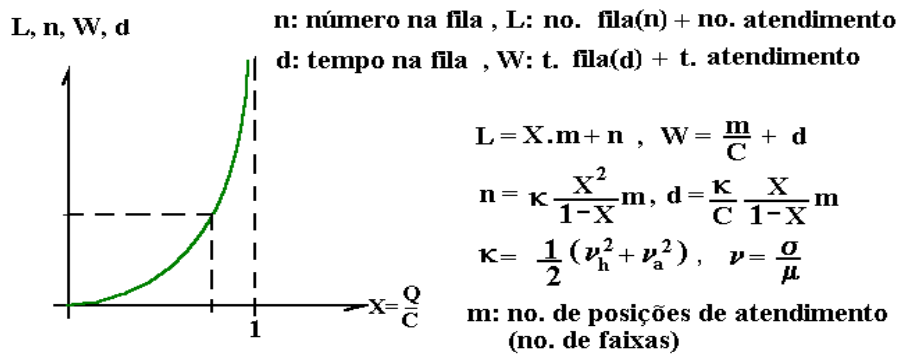 L, n, W, d
n: número na fila , L: no. fila(n) + no. atendimento
d: tempo na fila , W: t. fila(d) + t. atendimento
L = X.m + n , W = m/C + d
n = κ X²/(1-X) m, d = κ/C X/(1-X) m
κ = 1/2 (ν_h² + ν_a²) , ν = σ/μ
X = Q/C
1
m: no. de posições de atendimento
(no. de faixas)